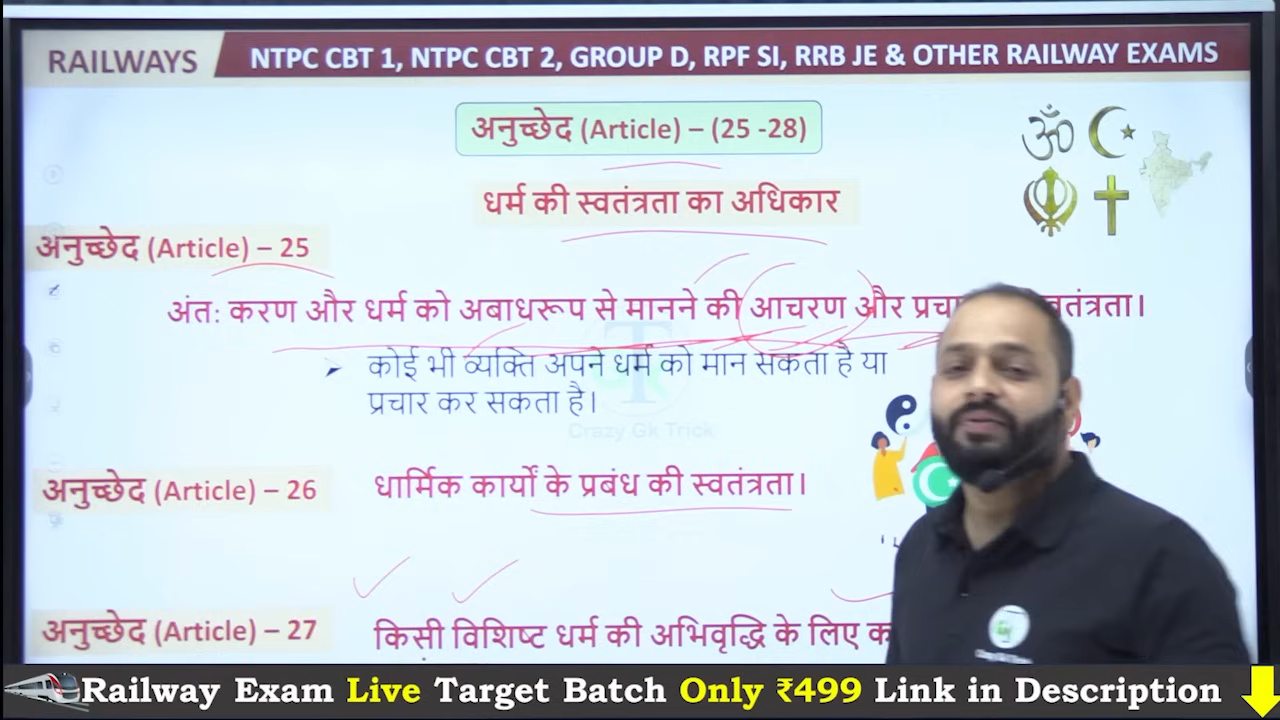 RAILWAYS
NTPC CBT 1, NTPC CBT 2, GROUP D, RPF SI, RRB JE & OTHER RAILWAY EXAMS
अनुच्छेद (Article) – (25 -28)
धर्म की स्वतंत्रता का अधिकार
अनुच्छेद (Article) – 25
अंत: करण और धर्म को अबाधरूप से मानने की आचरण और
➢ कोई भी व्यक्ति अपने धर्म को मान सकता है या
प्रचार कर सकता है।
Crazy Gk Trick
अनुच्छेद (Article) – 26
धार्मिक कार्यों के प्रबंध की स्वतंत्रता।
अनुच्छेद (Article) – 27
किसी विशिष्ट धर्म की अभिवृद्धि के लिए
Railway Exam Live Target Batch Only ₹499 Link in Description